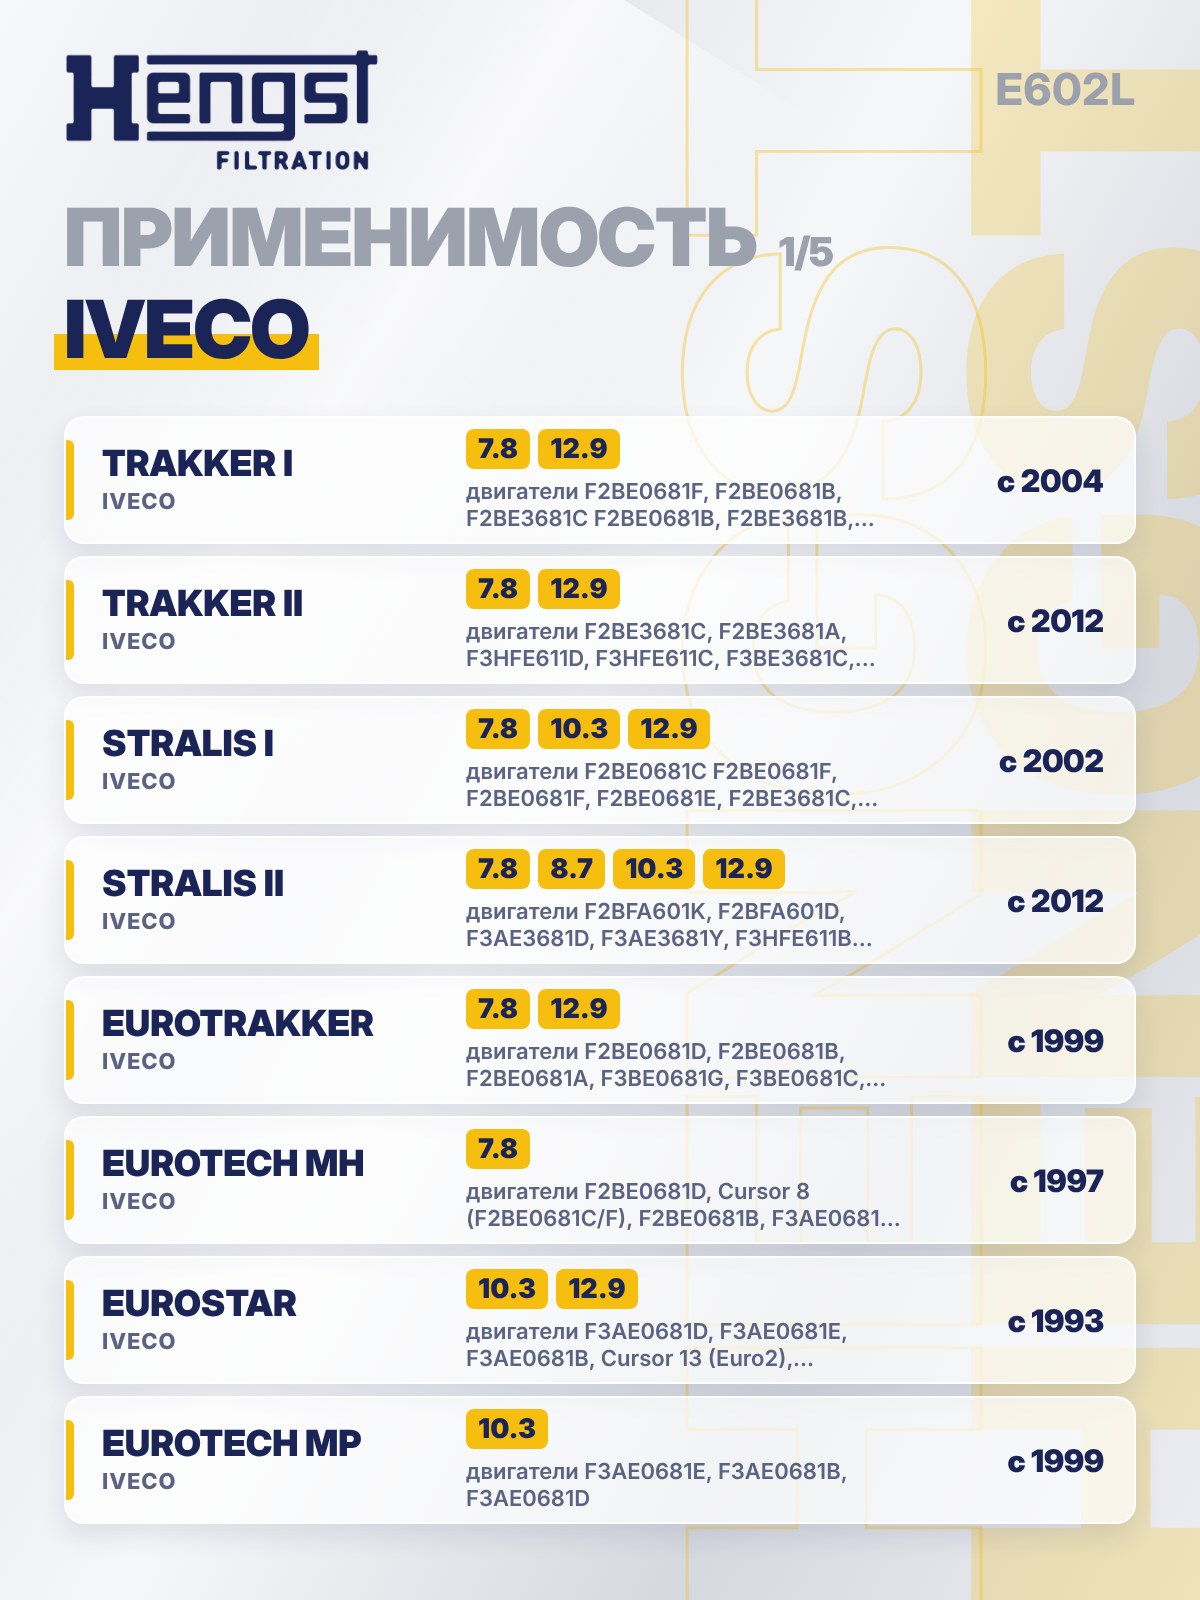 Hengst
FILTRATION
E602L
ПРИМЕНИМОСТЬ 1/5
IVECO
TRAKKER I
IVECO
7.8 12.9
двигатели F2BE0681F, F2BE0681B,
F2BE3681C F2BE0681B, F2BE3681B,...
с 2004
TRAKKER II
IVECO
7.8 12.9
двигатели F2BE3681C, F2BE3681A,
F3HFE611D, F3HFE611C, F3BE3681C,...
с 2012
STRALIS I
IVECO
7.8 10.3 12.9
двигатели F2BE0681C F2BE0681F,
F2BE0681F, F2BE0681E, F2BE3681C,...
с 2002
STRALIS II
IVECO
7.8 8.7 10.3 12.9
двигатели F2BFA601K, F2BFA601D,
F3AE3681D, F3AE3681Y, F3HFE611B...
с 2012
EUROTRAKKER
IVECO
7.8 12.9
двигатели F2BE0681D, F2BE0681B,
F2BE0681A, F3BE0681G, F3BE0681C,...
с 1999
EUROTECH MH
IVECO
7.8
двигатели F2BE0681D, Cursor 8
(F2BE0681C/F), F2BE0681B, F3AE0681...
с 1997
EUROSTAR
IVECO
10.3 12.9
двигатели F3AE0681D, F3AE0681E,
F3AE0681B, Cursor 13 (Euro2),...
с 1993
EUROTECH MP
IVECO
10.3
двигатели F3AE0681E, F3AE0681B,
F3AE0681D
с 1999
HENGST
HENGST